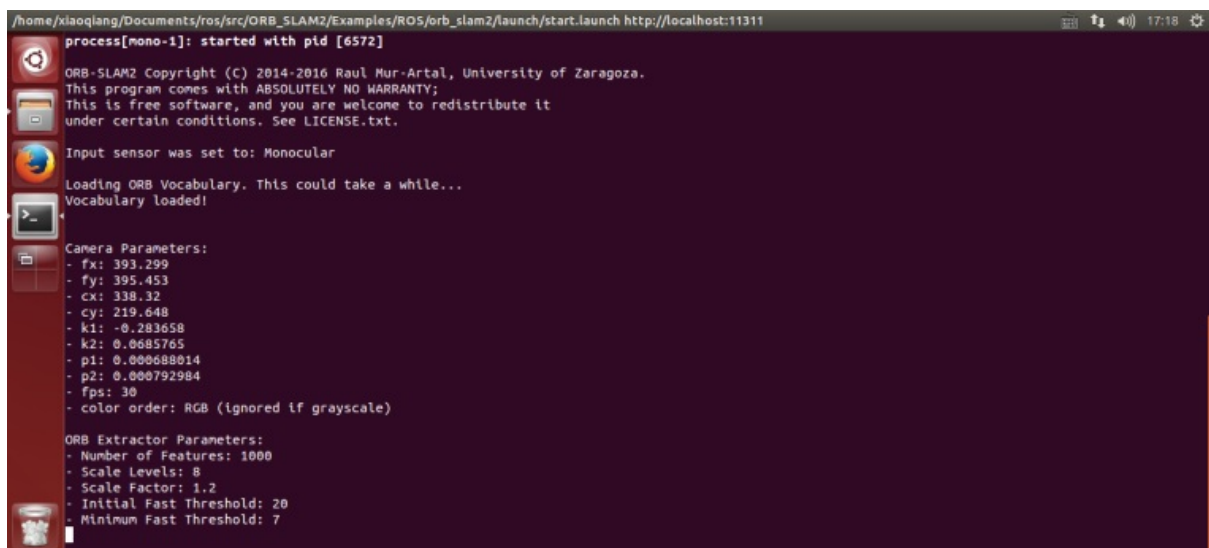 /home/xiaoqiang/Documents/ros/src/ORB_SLAM2/Examples/ROS/orb_slam2/launch/start.launch http://localhost:11311
17:18
process[mono-1]: started with pid [6572]
ORB-SLAM2 Copyright (C) 2014-2016 Raul Mur-Artal, University of Zaragoza.
This program comes with ABSOLUTELY NO WARRANTY;
This is free software, and you are welcome to redistribute it
under certain conditions. See LICENSE.txt.
Input sensor was set to: Monocular
Loading ORB Vocabulary. This could take a while...
Vocabulary loaded!
Camera Parameters:
- fx: 393.299
- fy: 395.453
- cx: 338.32
- cy: 219.648
- k1: -0.283658
- k2: 0.0685765
- p1: 0.000688014
- p2: 0.000792984
- fps: 30
- color order: RGB (ignored if grayscale)
ORB Extractor Parameters:
- Number of Features: 1000
- Scale Levels: 8
- Scale Factor: 1.2
- Initial Fast Threshold: 20
- Minimum Fast Threshold: 7